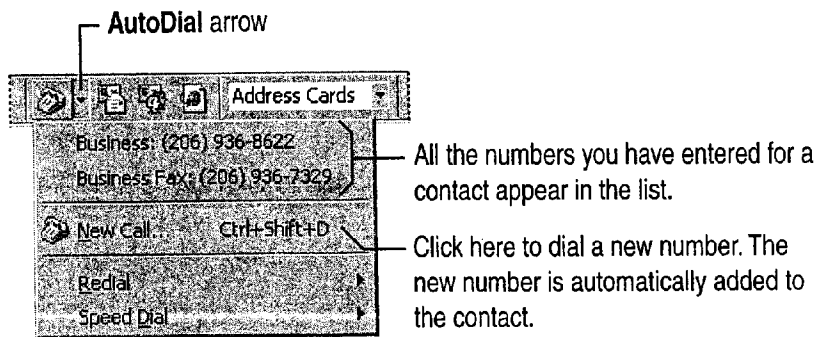 AutoDial arrow
Address Cards
Business: (206) 936-8622
Business Fax: (206) 936-7329
All the numbers you have entered for a
contact appear in the list.
New Call... Ctrl+Shift+D
Click here to dial a new number. The
new number is automatically added to
the contact.
Redial
Speed Dial